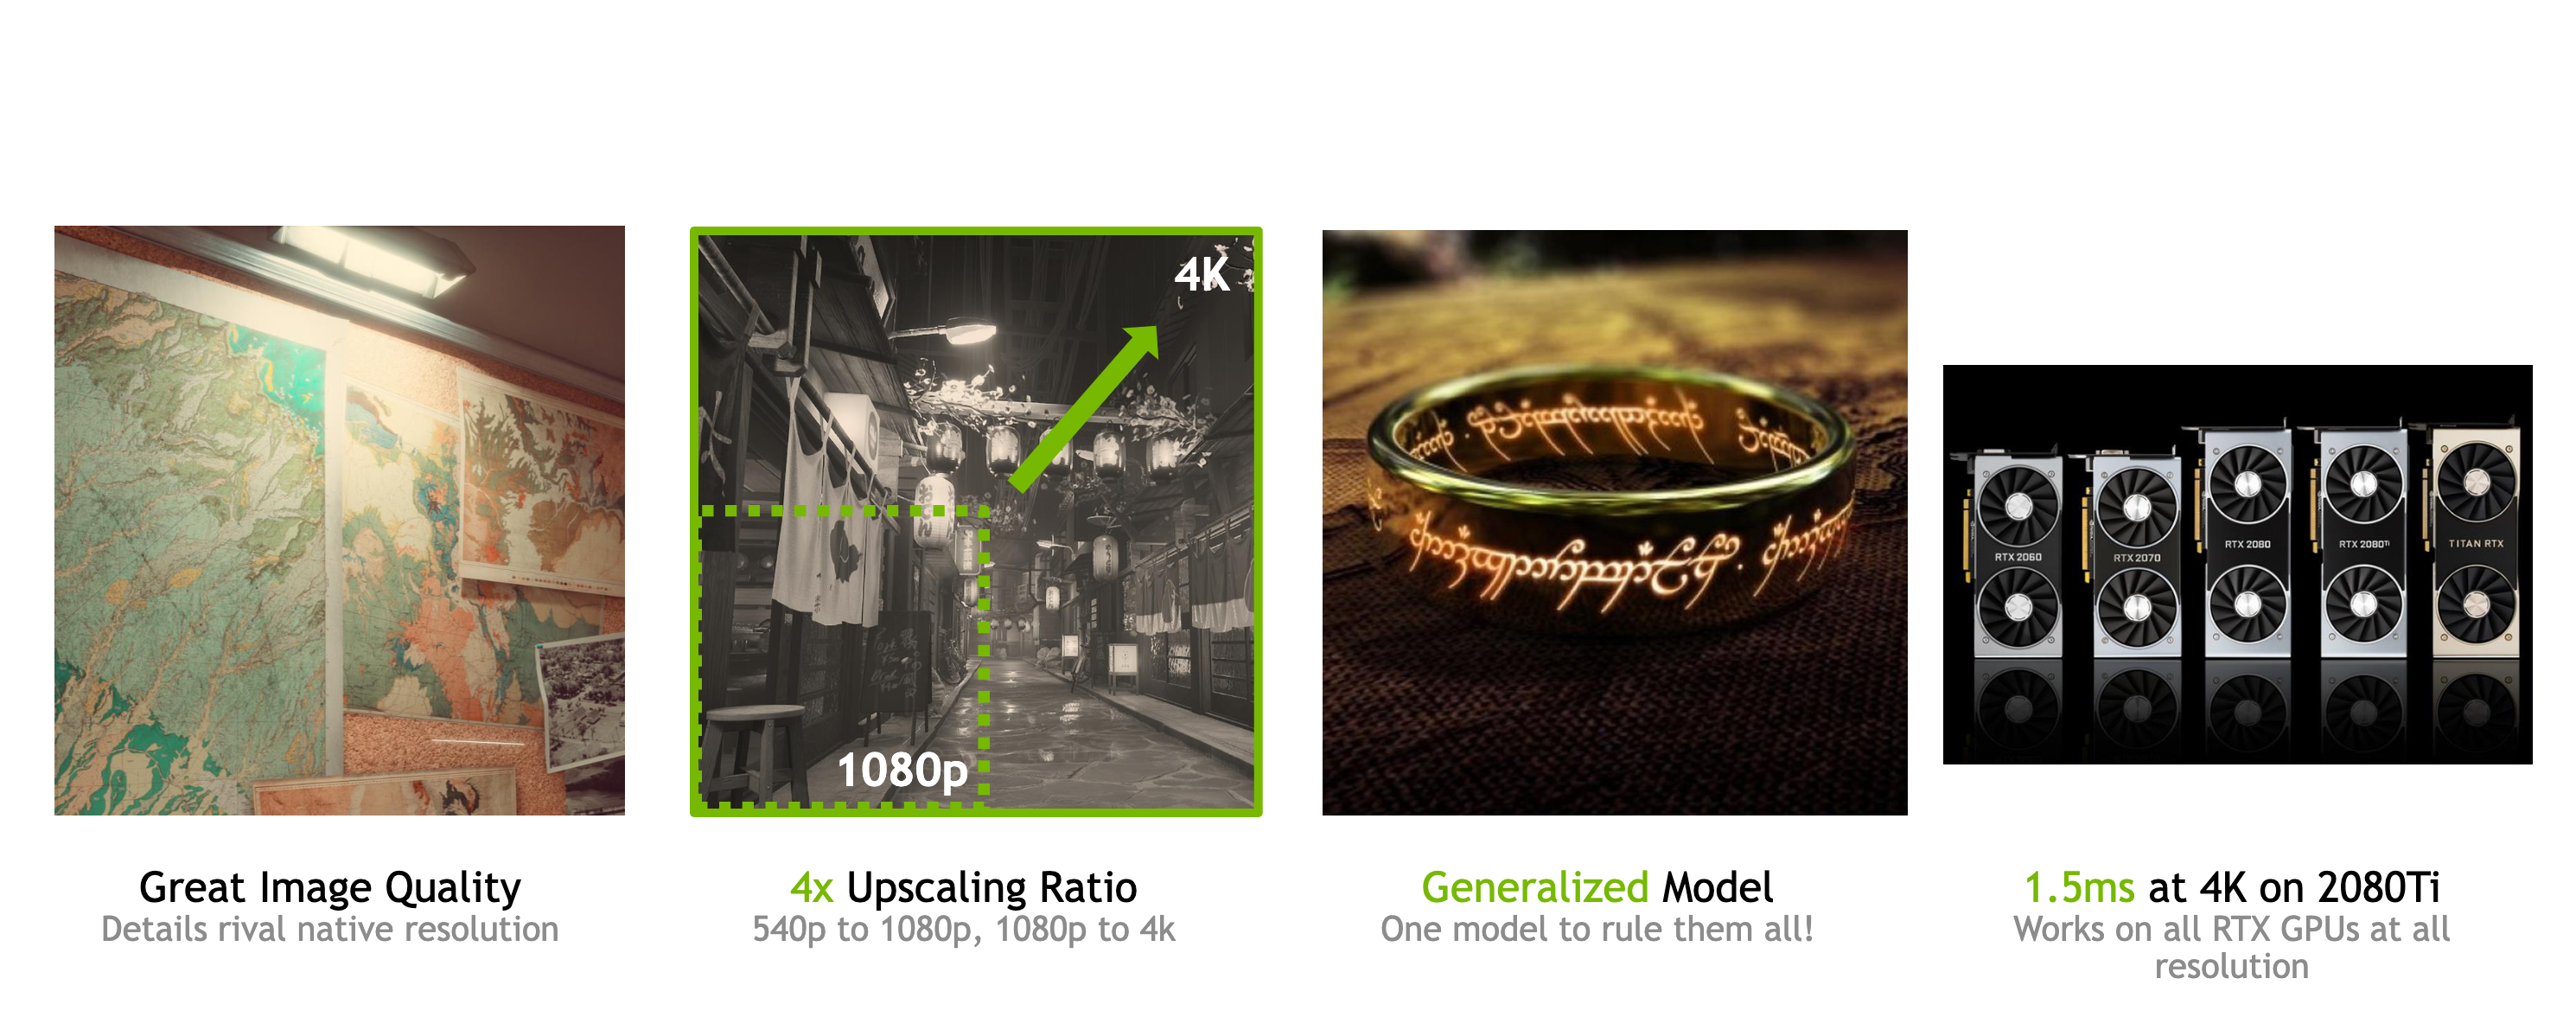 4K
1080p
RTX 2060
RTX 2070
RTX 2080
RTX 2080Ti
TITAN RTX
Great Image Quality
Details rival native resolution
4x Upscaling Ratio
540p to 1080p, 1080p to 4k
Generalized Model
One model to rule them all!
1.5ms at 4K on 2080Ti
Works on all RTX GPUs at all
resolution